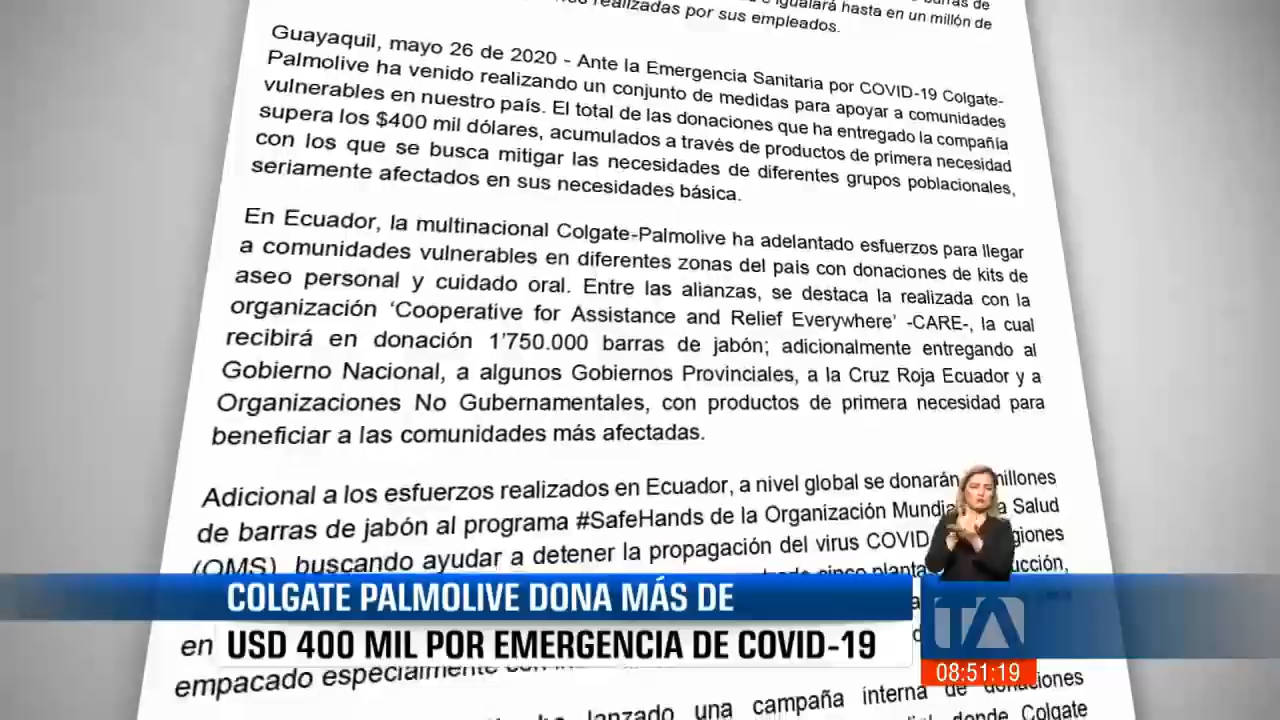 igualará hasta en un millón de
realizadas por sus empleados.
Guayaquil, mayo 26 de 2020 - Ante la Emergencia Sanitaria por COVID-19 Colgate-
Palmolive ha venido realizando un conjunto de medidas para apoyar a comunidades
vulnerables en nuestro país. El total de las donaciones que ha entregado la compañía
supera los $400 mil dólares, acumulados a través de productos de primera necesidad
con los que se busca mitigar las necesidades de diferentes grupos poblacionales,
seriamente afectados en sus necesidades básica.
En Ecuador, la multinacional Colgate-Palmolive ha adelantado esfuerzos para llegar
a comunidades vulnerables en diferentes zonas del pais con donaciones de kits de
aseo personal y cuidado oral. Entre las alianzas, se destaca la realizada con la
organización ‘Cooperative for Assistance and Relief Everywhere’ -CARE-, la cual
recibirá en donación 1’750.000 barras de jabón; adicionalmente entregando al
Gobierno Nacional, a algunos Gobiernos Provinciales, a la Cruz Roja Ecuador y a
Organizaciones No Gubernamentales, con productos de primera necesidad para
beneficiar a las comunidades más afectadas.
Adicional a los esfuerzos realizados en Ecuador, a nivel global se donarán millones
de barras de jabón al programa #SafeHands de la Organización Salud
(OMS), buscando ayudar a detener la propagación del virus
cinco
en
empacado especialmente
lanzado una campaña interna de donaciones
donde Colgate
COLGATE PALMOLIVE DONA MÁS DE
USD 400 MIL POR EMERGENCIA DE COVID-19
TA
08:51:19